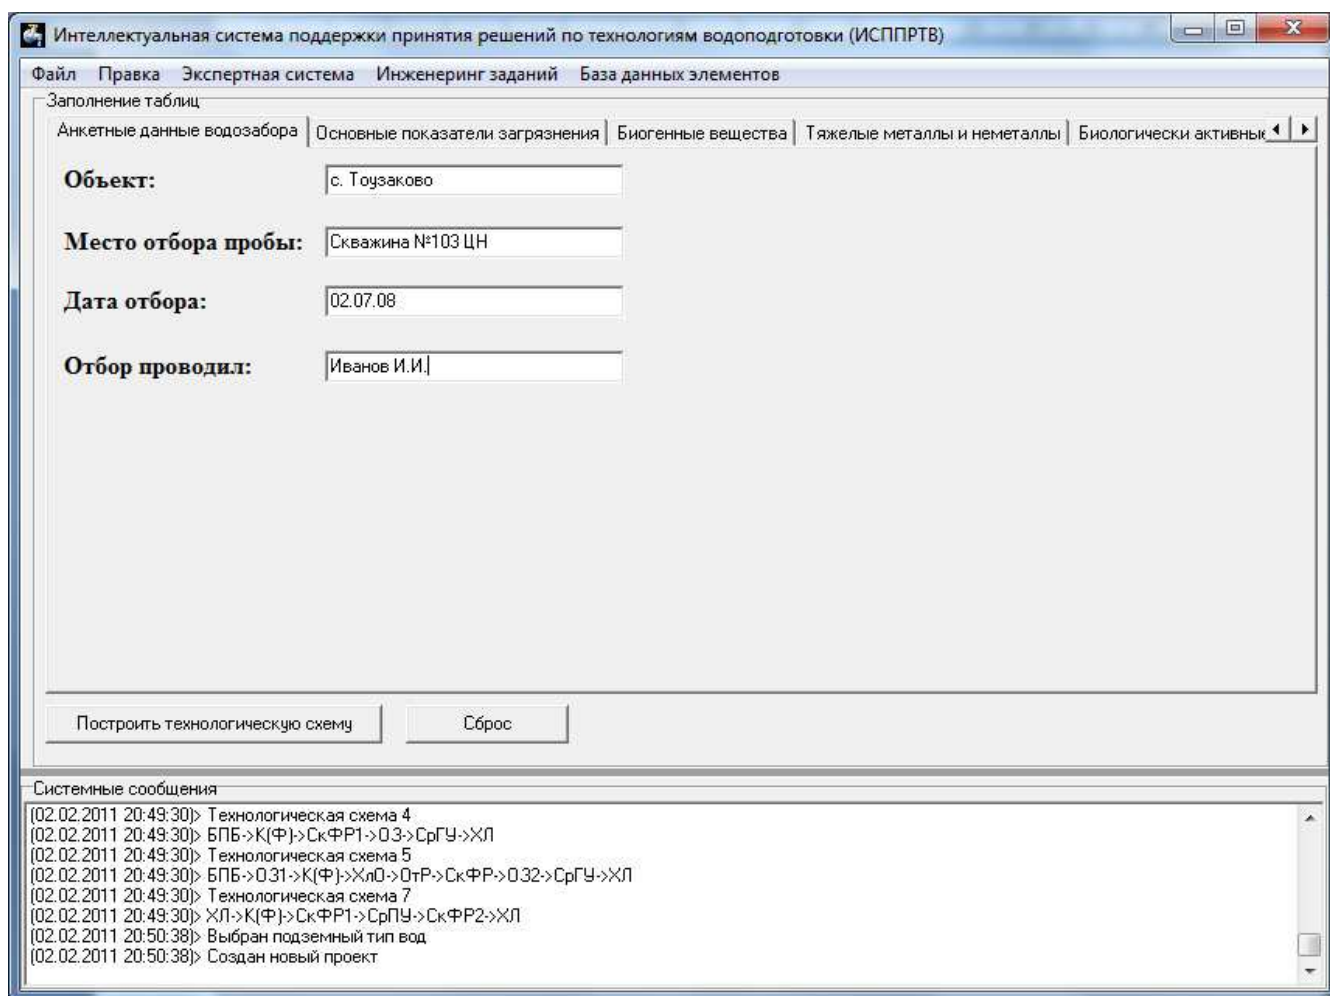 Интеллектуальная система поддержки принятия решений по технологиям водоподготовки (ИСППРТВ)
Файл Правка Экспертная система Инженеринг заданий База данных элементов
Заполнение таблиц
Анкетные данные водозабора Основные показатели загрязнения Биогенные вещества Тяжелые металлы и неметаллы Биологически активные
Объект: с. Тоузаково
Место отбора пробы: Скважина №103 ЦН
Дата отбора: 02.07.08
Отбор проводил: Иванов И.И.
Построить технологическую схему Сброс
Системные сообщения
(02.02.2011 20:49:30)> Технологическая схема 4
(02.02.2011 20:49:30)> БПБ->К(Ф)->СкФР1->ОЗ->СрГУ->ХЛ
(02.02.2011 20:49:30)> Технологическая схема 5
(02.02.2011 20:49:30)> БПБ->ОЗ1->К(Ф)->ХлО->ОтР->СкФР->ОЗ2->СрГУ->ХЛ
(02.02.2011 20:49:30)> Технологическая схема 7
(02.02.2011 20:49:30)> ХЛ->К(Ф)->СкФР1->СрПУ->СкФР2->ХЛ
(02.02.2011 20:50:38)> Выбран подземный тип вод
(02.02.2011 20:50:38)> Создан новый проект